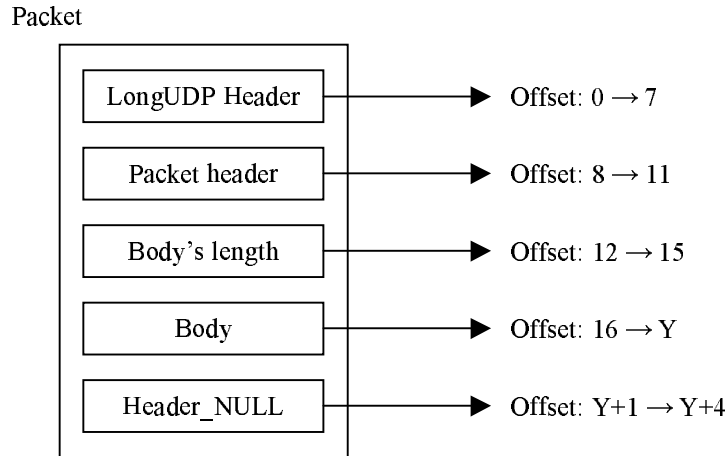 Packet
LongUDP Header Offset: 0 → 7
Packet header Offset: 8 → 11
Body's length Offset: 12 → 15
Body Offset: 16 → Y
Header_NULL Offset: Y+1 → Y+4